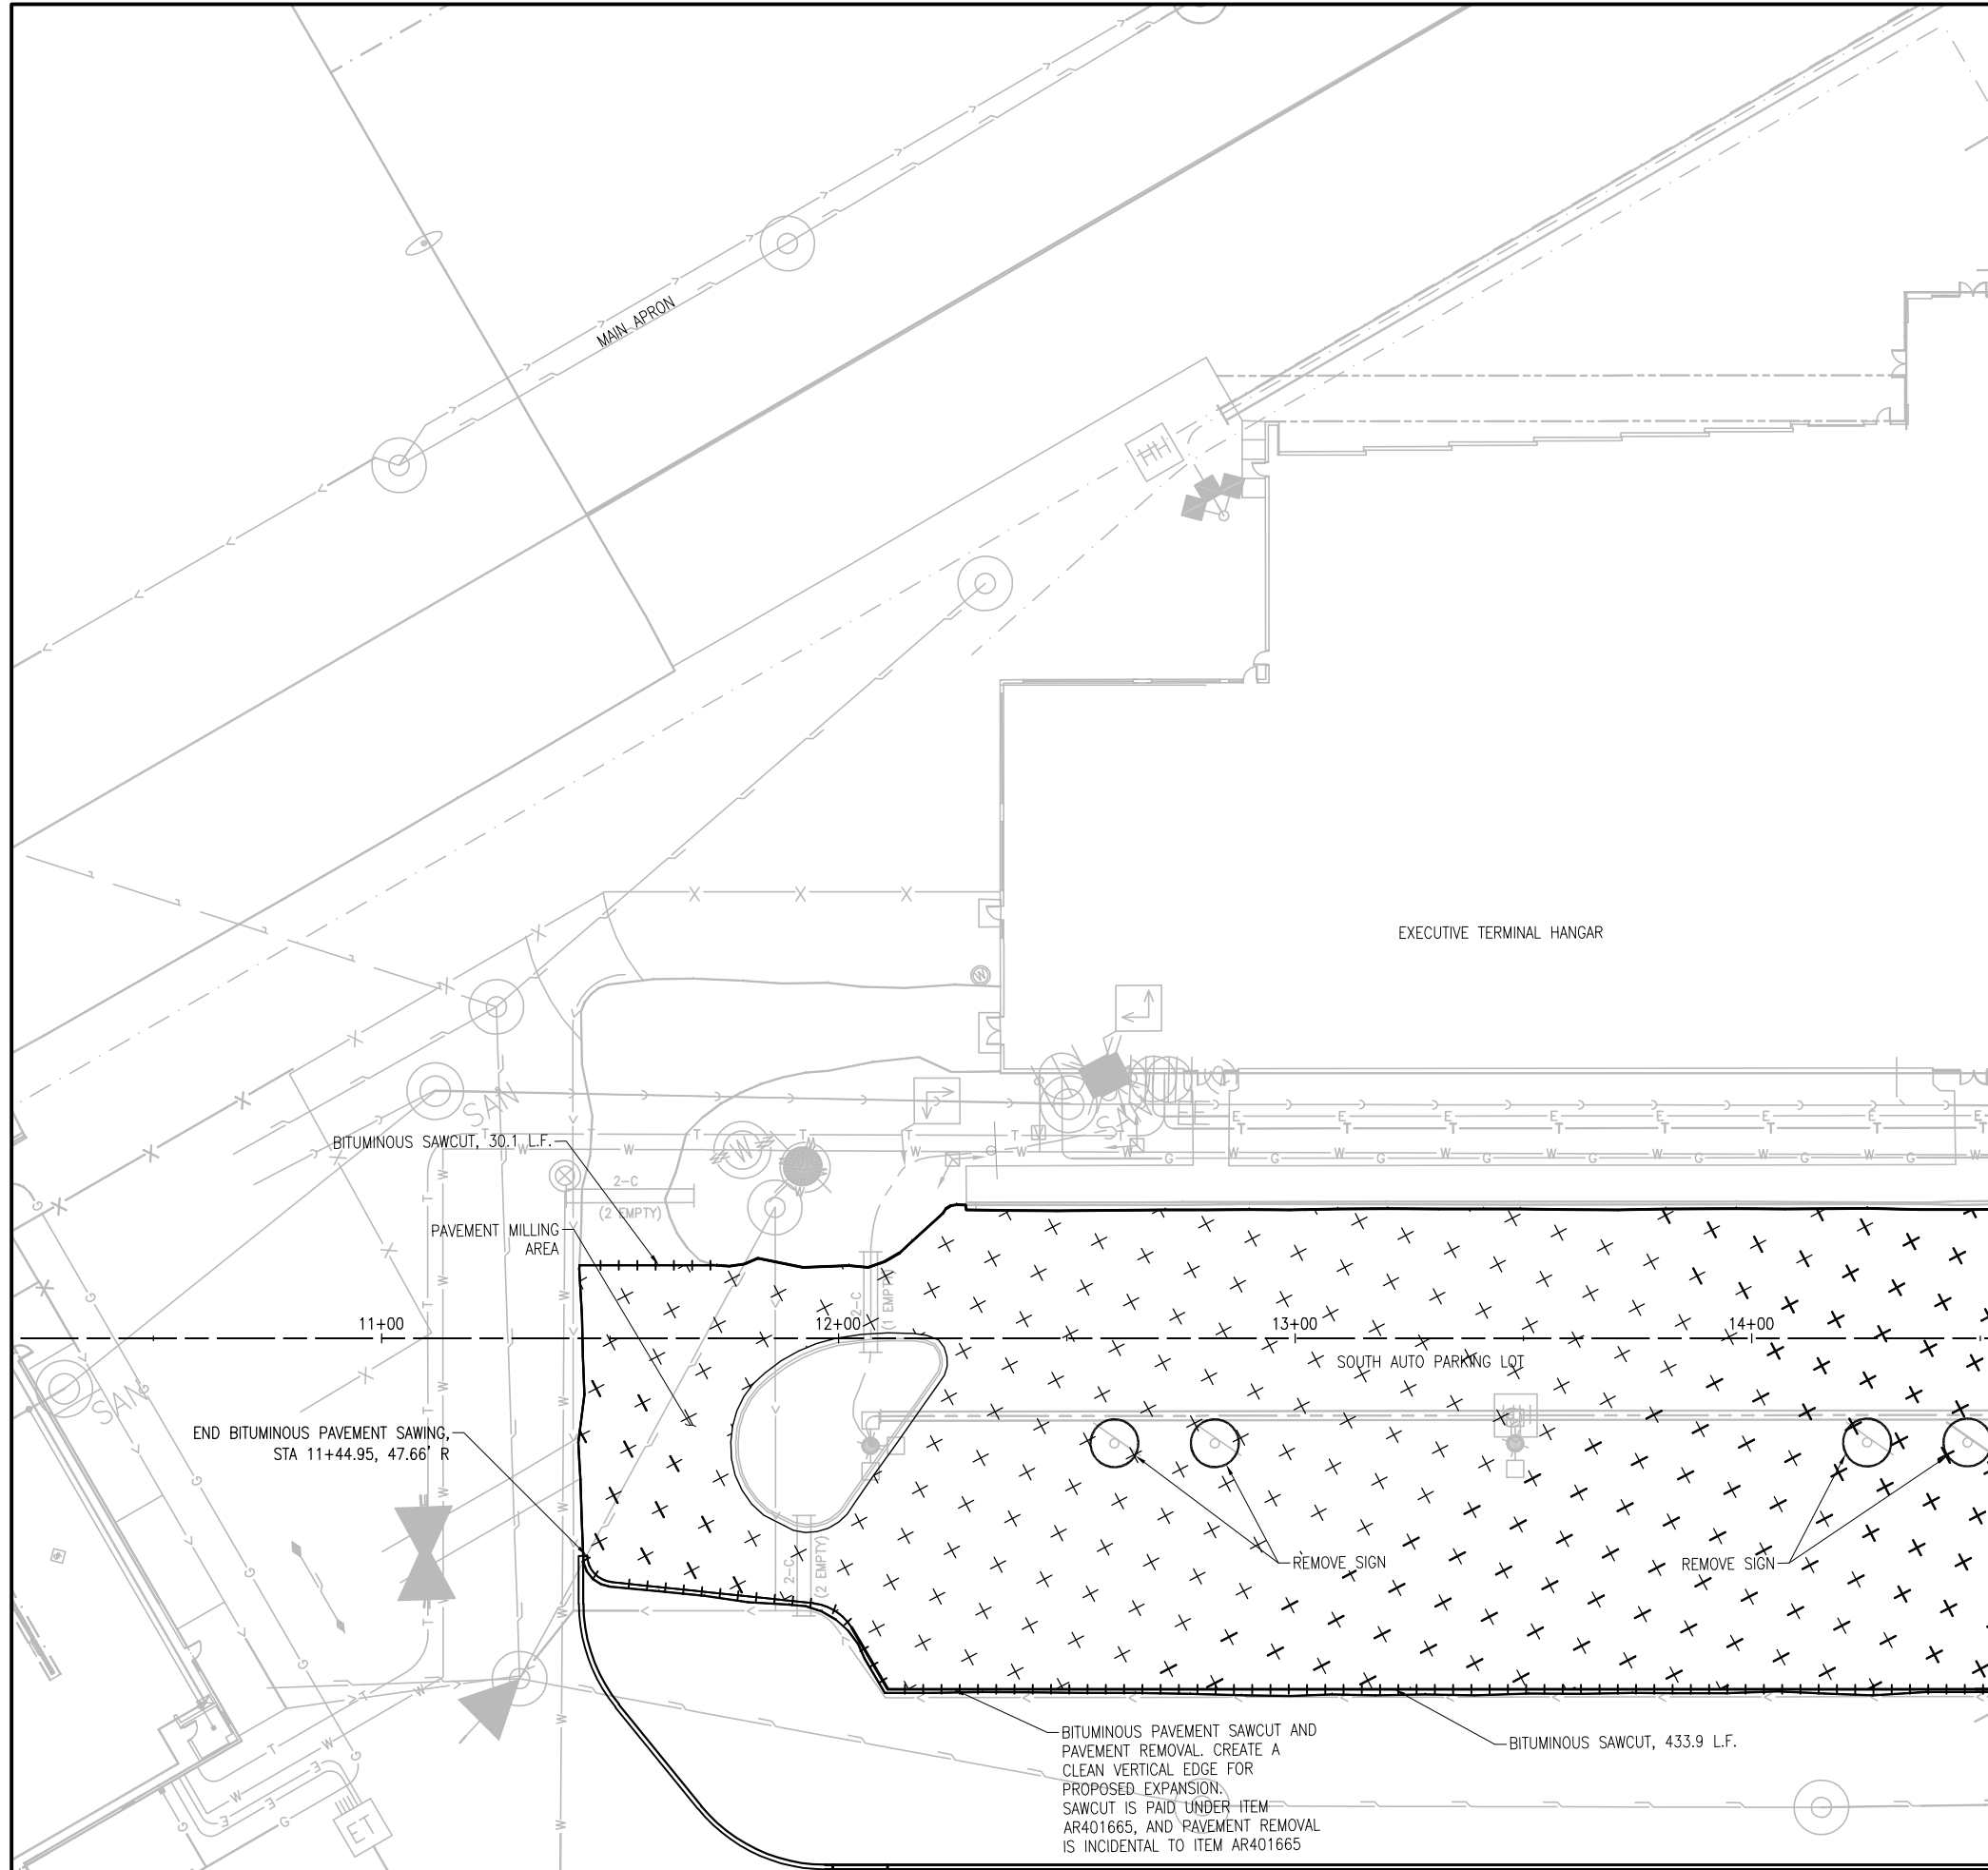 MAIN APRON
HH
EXECUTIVE TERMINAL HANGAR
SAN
SAN
BITUMINOUS SAWCUT, 30.1 L.F.
2-C
(2 EMPTY)
PAVEMENT MILLING
AREA
2-C
(1 EMPTY)
11+00
12+00
13+00
14+00
SOUTH AUTO PARKING LOT
SAN
END BITUMINOUS PAVEMENT SAWING,
STA 11+44.95, 47.66' R
2-C
(2 EMPTY)
REMOVE SIGN
REMOVE SIGN
BITUMINOUS PAVEMENT SAWCUT AND
PAVEMENT REMOVAL. CREATE A
CLEAN VERTICAL EDGE FOR
PROPOSED EXPANSION.
SAWCUT IS PAID UNDER ITEM
AR401665, AND PAVEMENT REMOVAL
IS INCIDENTAL TO ITEM AR401665
BITUMINOUS SAWCUT, 433.9 L.F.
ET